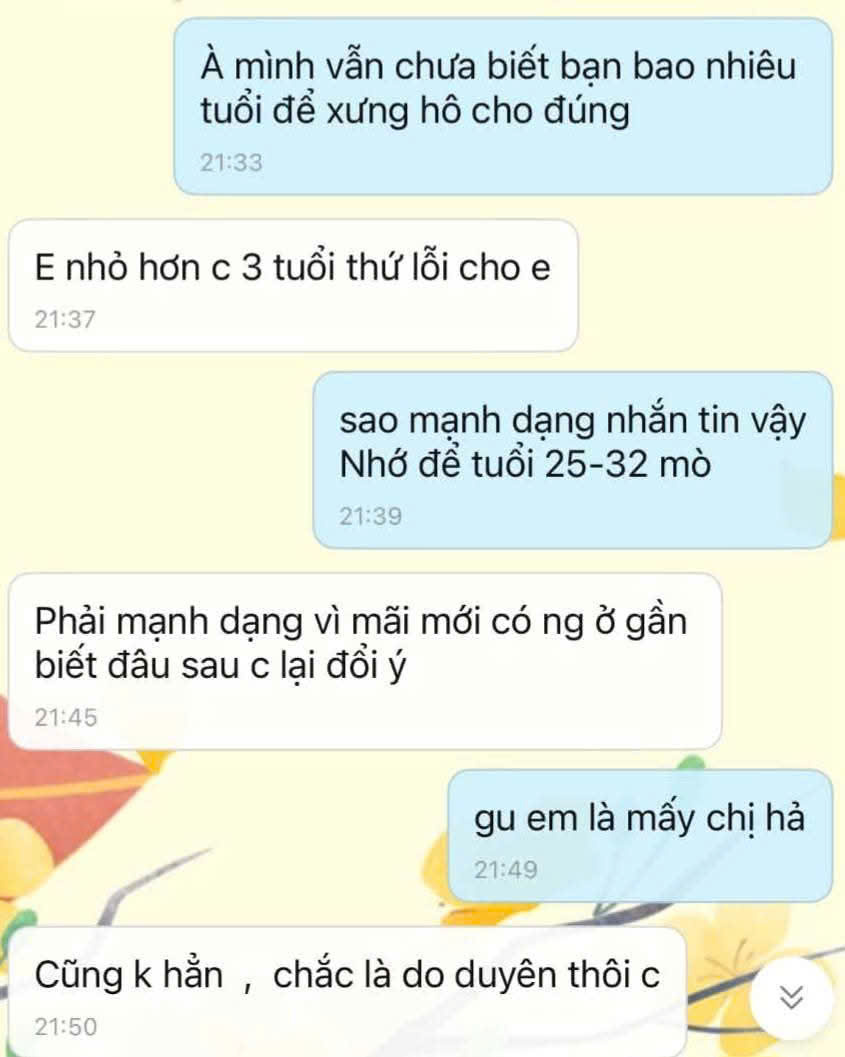 À mình vẫn chưa biết bạn bao nhiêu
tuổi để xưng hô cho đúng
21:33
E nhỏ hơn c 3 tuổi thứ lỗi cho e
21:37
sao mạnh dạng nhắn tin vậy
Nhớ để tuổi 25-32 mò
21:39
Phải mạnh dạng vì mãi mới có ng ở gần
biết đâu sau c lại đổi ý
21:45
gu em là mấy chị hả
21:49
Cũng k hẳn , chắc là do duyên thôi c
21:50